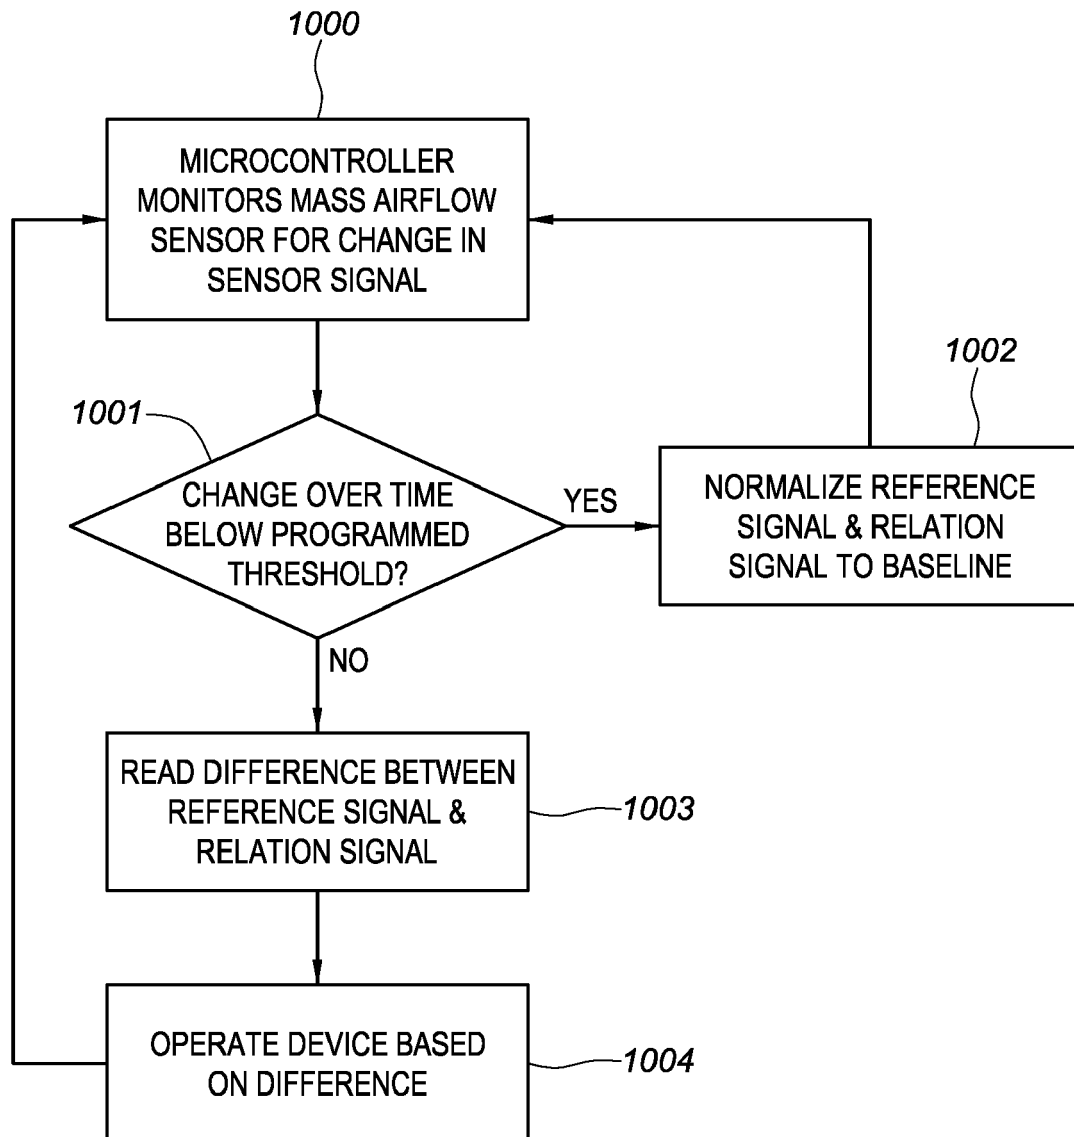 1000
MICROCONTROLLER
MONITORS MASS AIRFLOW
SENSOR FOR CHANGE IN
SENSOR SIGNAL
1001
CHANGE OVER TIME
BELOW PROGRAMMED
THRESHOLD?
YES
1002
NORMALIZE REFERENCE
SIGNAL & RELATION
SIGNAL TO BASELINE
NO
READ DIFFERENCE BETWEEN
REFERENCE SIGNAL &
RELATION SIGNAL
1003
OPERATE DEVICE BASED
ON DIFFERENCE
1004